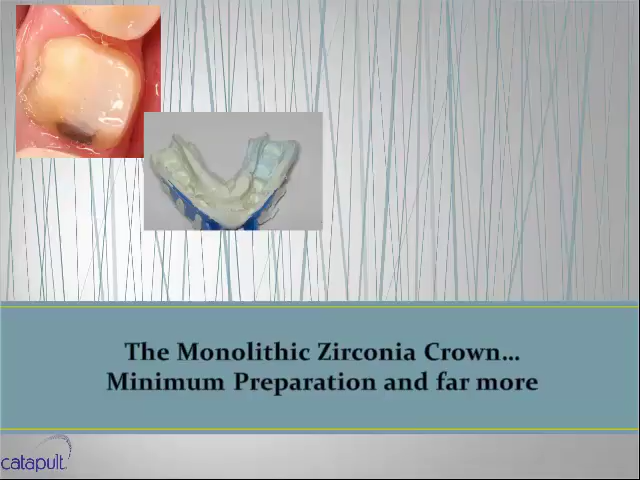 The Monolithic Zirconia Crown...
Minimum Preparation and far more
catapult.